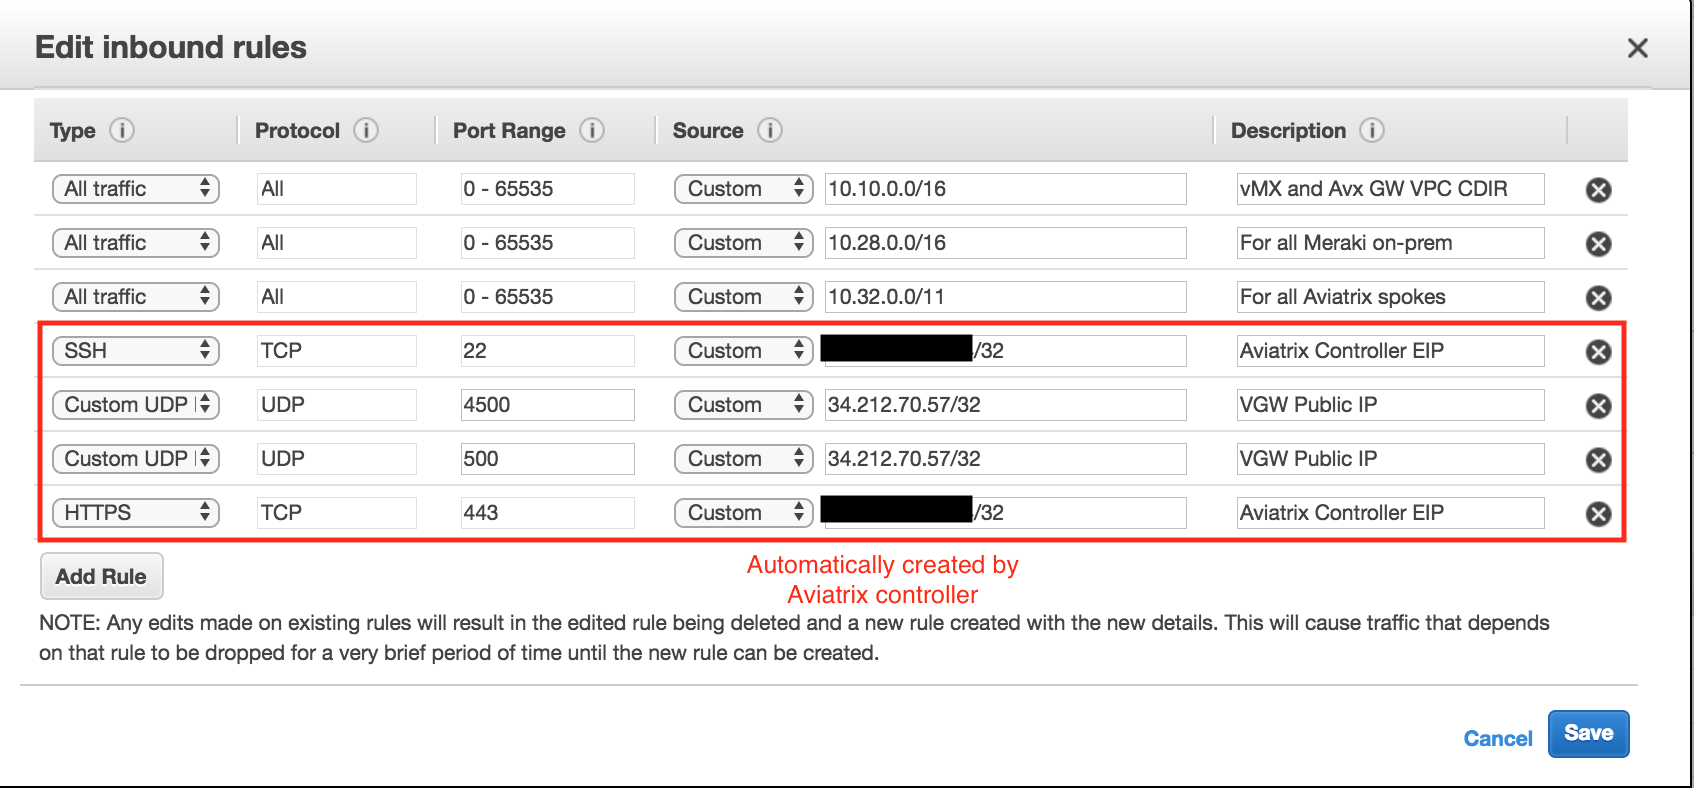 Edit inbound rules
Type Protocol Port Range Source Description
All traffic All 0 - 65535 Custom 10.10.0.0/16 vMX and Avx GW VPC CDIR
All traffic All 0 - 65535 Custom 10.28.0.0/16 For all Meraki on-prem
All traffic All 0 - 65535 Custom 10.32.0.0/11 For all Aviatrix spokes
SSH TCP 22 Custom /32 Aviatrix Controller EIP
Custom UDP UDP 4500 Custom 34.212.70.57/32 VGW Public IP
Custom UDP UDP 500 Custom 34.212.70.57/32 VGW Public IP
HTTPS TCP 443 Custom /32 Aviatrix Controller EIP
Add Rule
Automatically created by
Aviatrix controller
NOTE: Any edits made on existing rules will result in the edited rule being deleted and a new rule created with the new details. This will cause traffic that depends
on that rule to be dropped for a very brief period of time until the new rule can be created.
Cancel Save